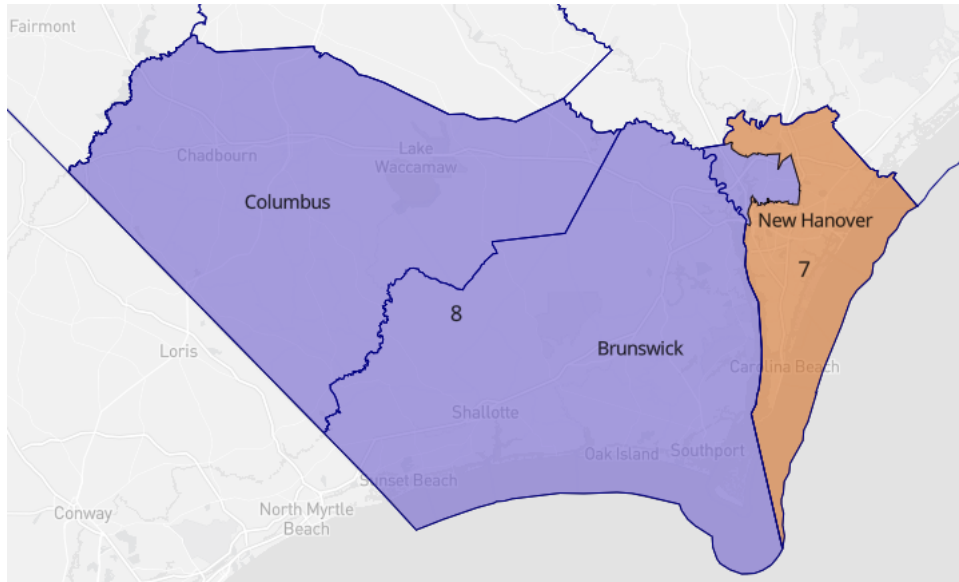 Fairmont
Chadbourn
Lake
Waccamaw
Columbus
New Hanover
7
8
Loris
Brunswick
Carolina Beach
Shallotte
Oak Island
Southport
Sunset Beach
Conway
North Myrtle
Beach